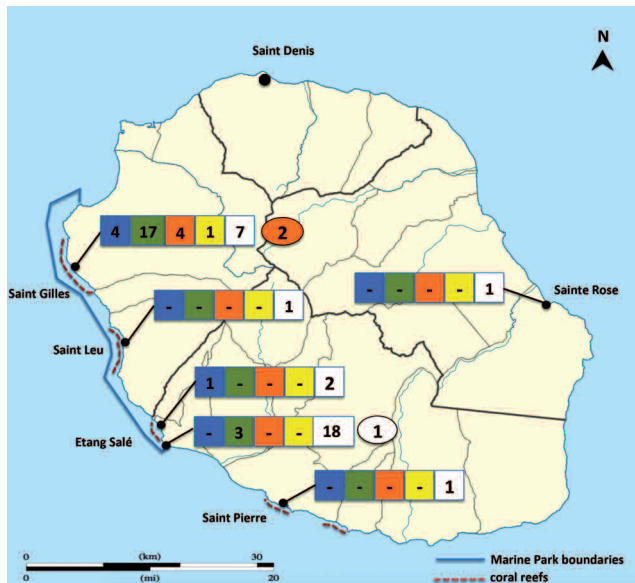 Saint Denis
N
4 17 4 1 7 2
Saint Gilles
- - - - 1
Sainte Rose
- - - - 1
Saint Leu
1 - - - 2
Etang Salé
- 3 - - 18 1
- - - - 1
Saint Pierre
0 (km) 30
0 (mi) 20
Marine Park boundaries
coral reefs